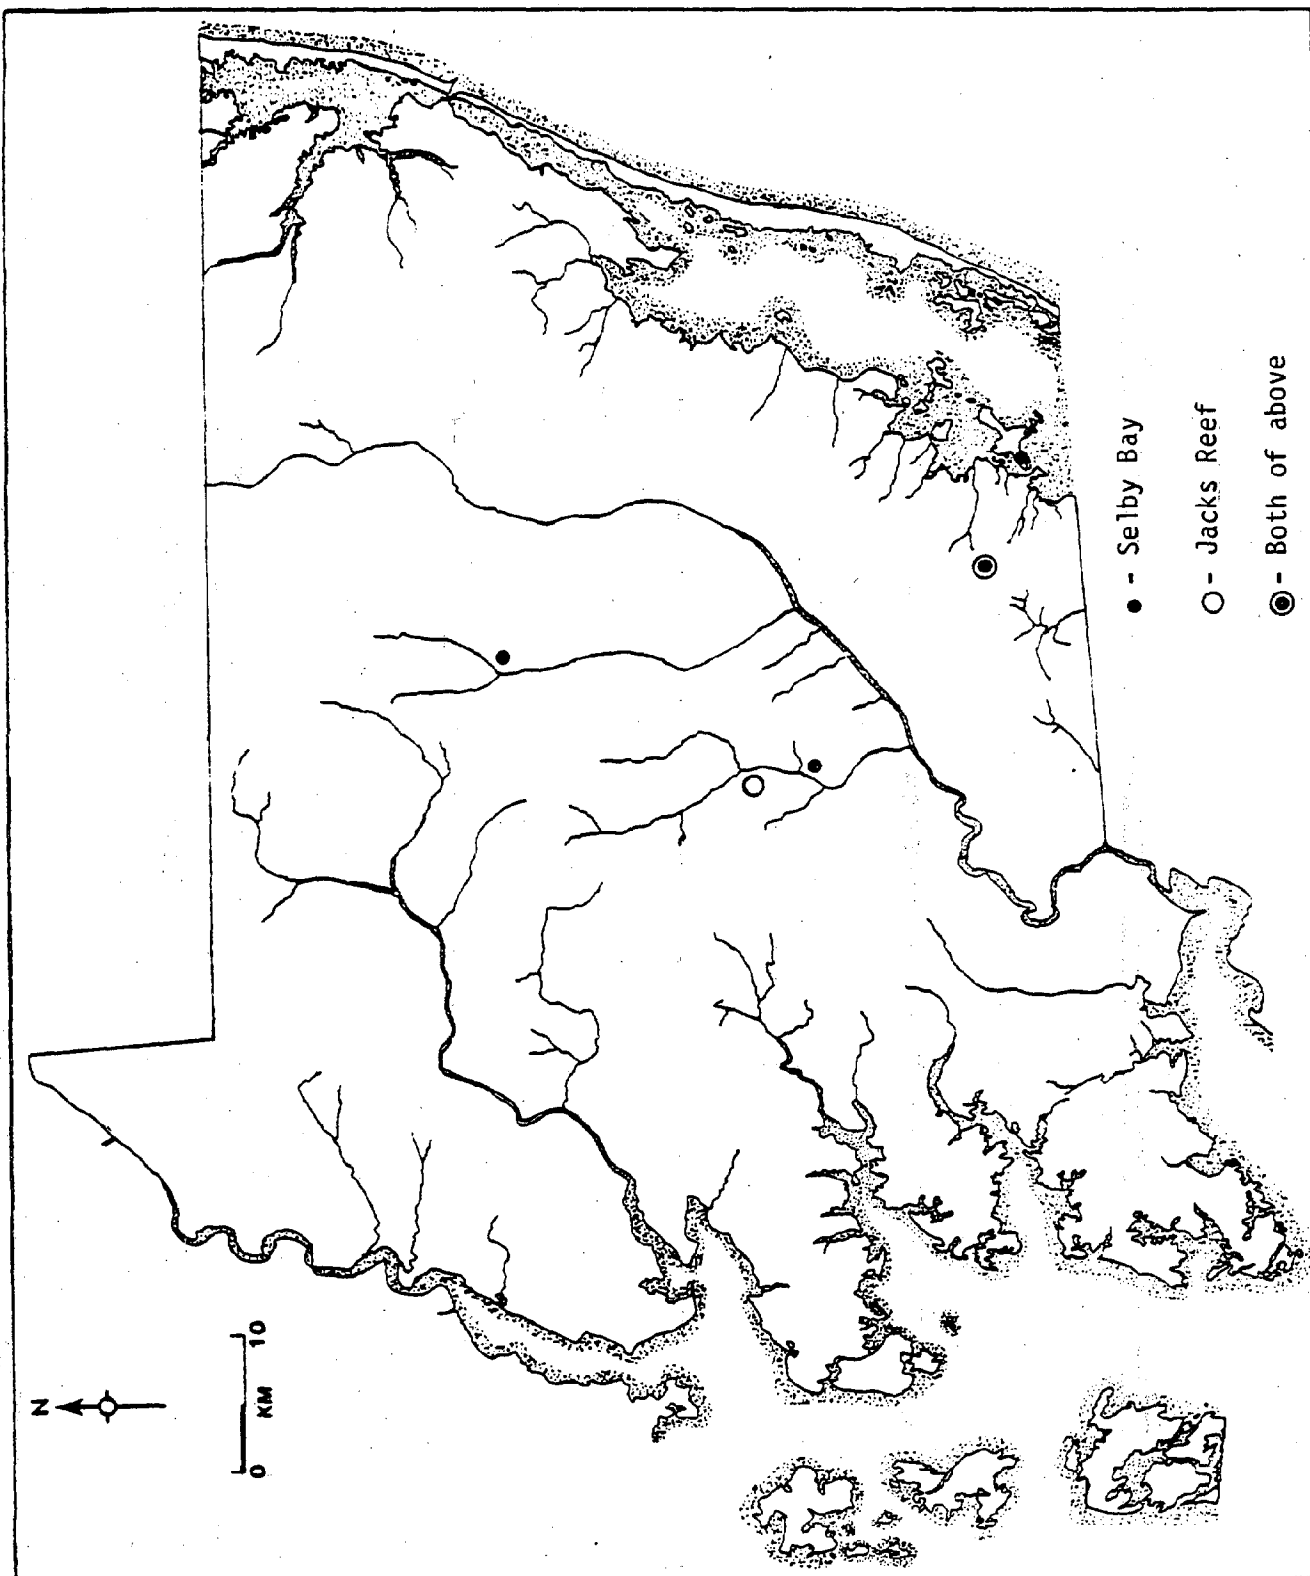 N
0 10
KM
● - Selby Bay
○ - Jacks Reef
◉ - Both of above